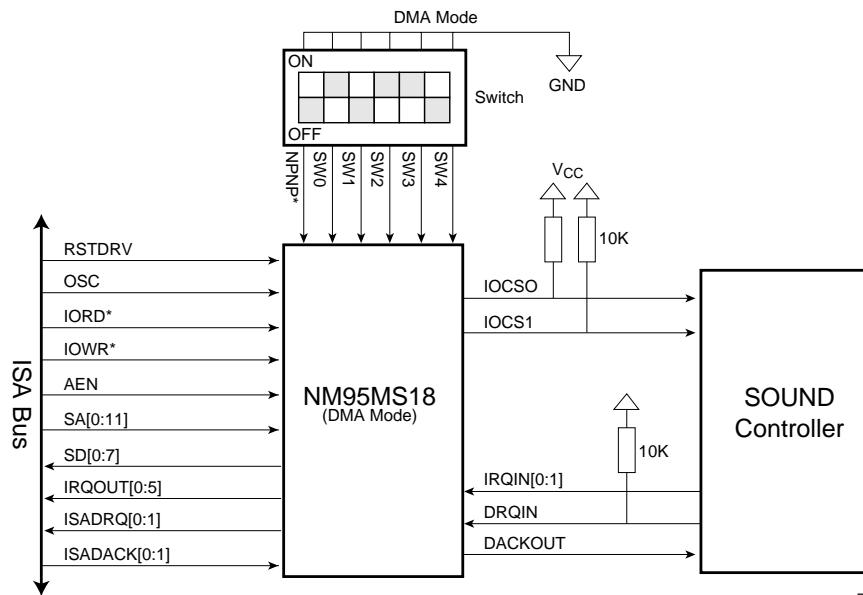 DMA Mode
ON
OFF
Switch
GND
NPNP*
SW0
SW1
SW2
SW3
SW4
VCC
10K
ISA Bus
RSTDRV
OSC
IORD*
IOWR*
AEN
SA[0:11]
SD[0:7]
IRQOUT[0:5]
ISADRQ[0:1]
ISADACK[0:1]
NM95MS18
(DMA Mode)
IOCSO
IOCS1
10K
IRQIN[0:1]
DRQIN
DACKOUT
SOUND
Controller